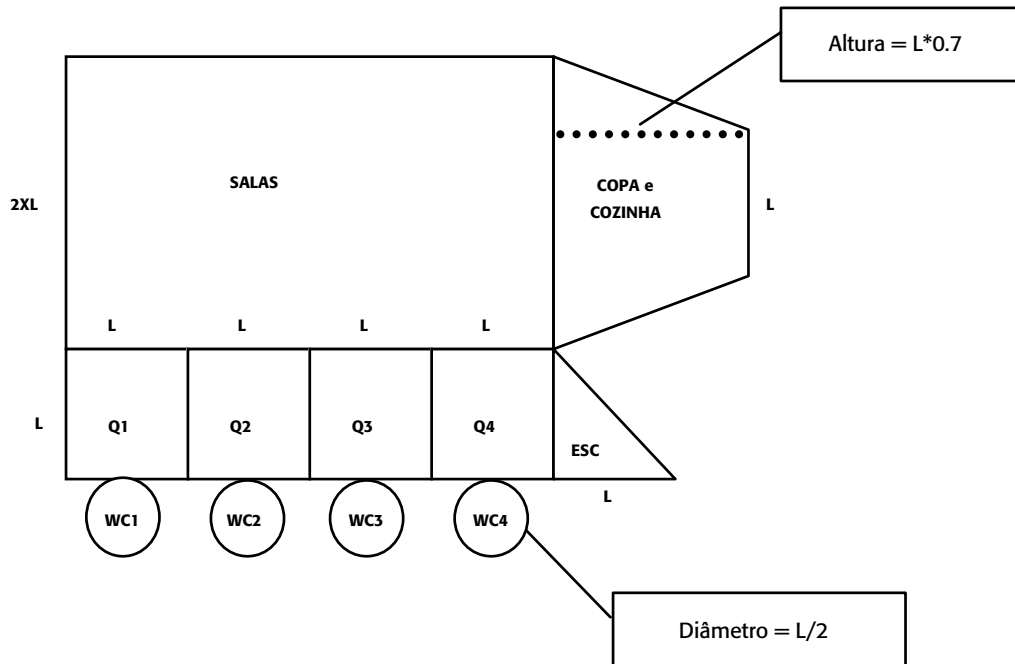 Altura = L*0.7
SALAS
COPA e
COZINHA
2XL
L
L
L
L
L
L
Q1
Q2
Q3
Q4
ESC
L
WC1
WC2
WC3
WC4
Diâmetro = L/2